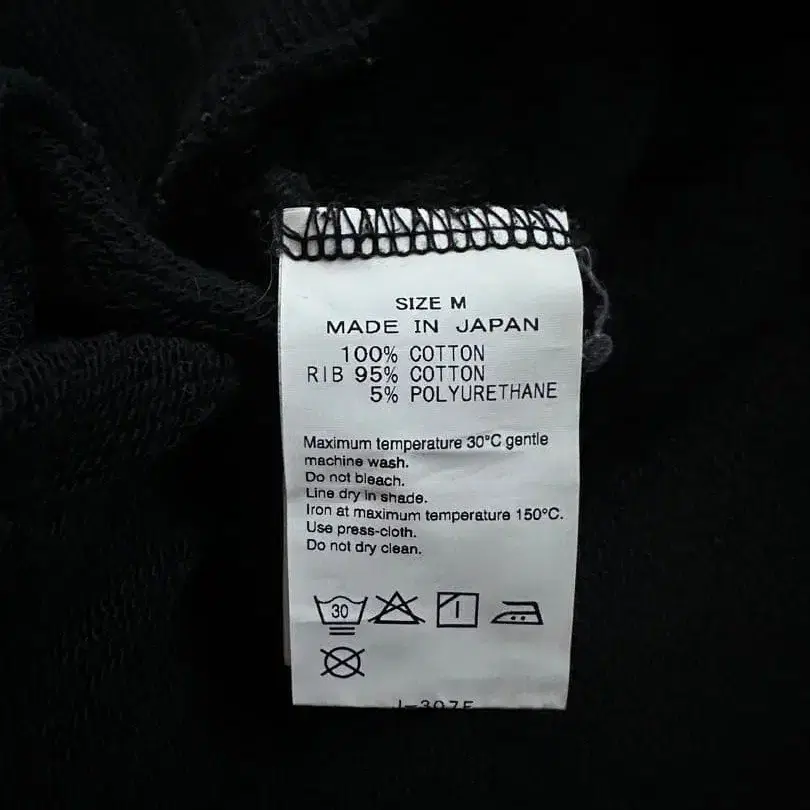 SIZE M
MADE IN JAPAN
100% COTTON
RIB 95% COTTON
5% POLYURETHANE
Maximum temperature 30°C gentle
machine wash.
Do not bleach.
Line dry in shade.
Iron at maximum temperature 150°C.
Use press-cloth.
Do not dry clean.
30